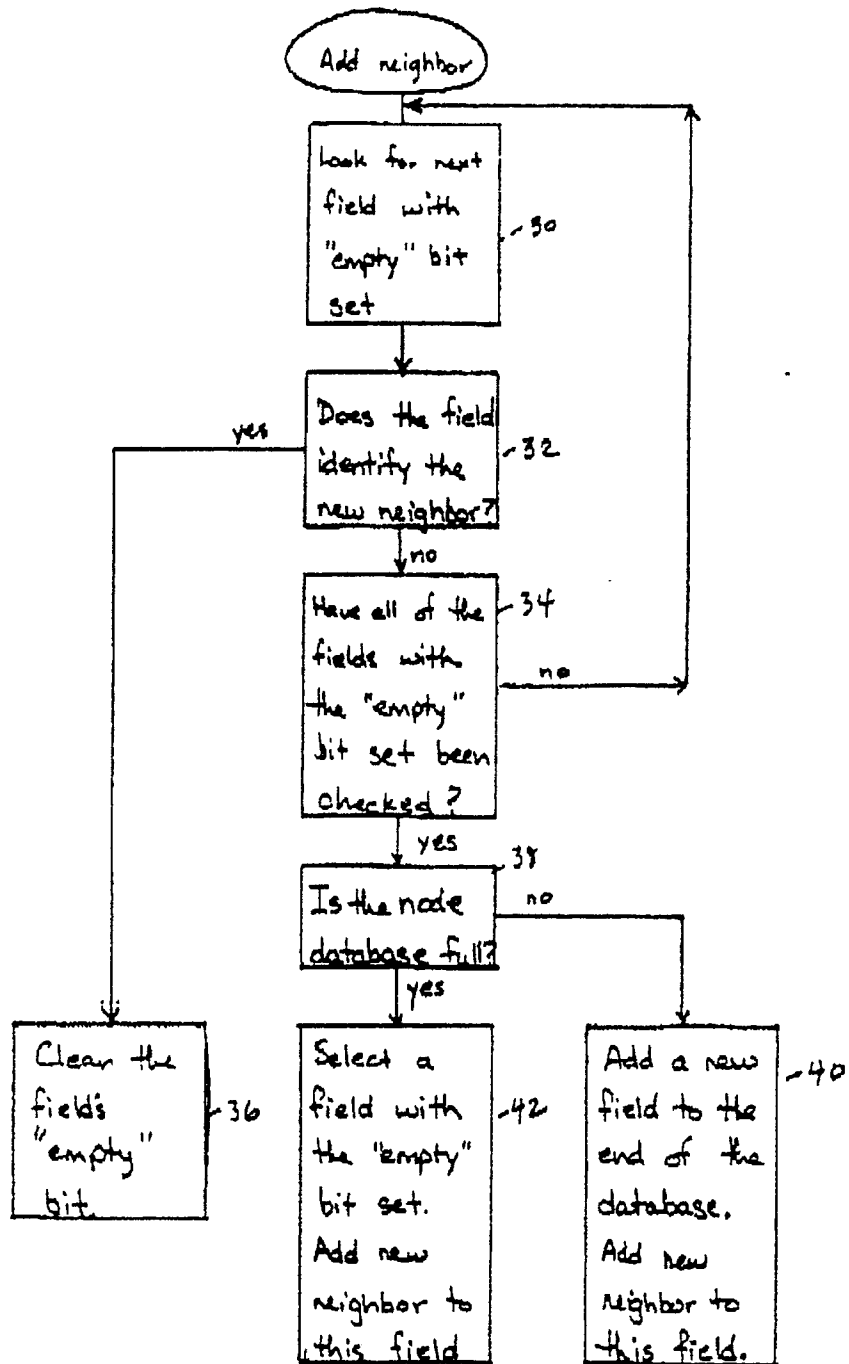 Add neighbor
Look for next
field with
"empty" bit
set
30
Does the field
identify the
new neighbor?
32
yes
no
Have all of the
fields with
the "empty"
bit set been
checked?
34
no
yes
38
Is the node
database full?
no
yes
Clear the
field's
"empty"
bit.
36
Select a
field with
the "empty"
bit set.
Add new
neighbor to
this field
42
Add a new
field to the
end of the
database.
Add new
neighbor to
this field.
40